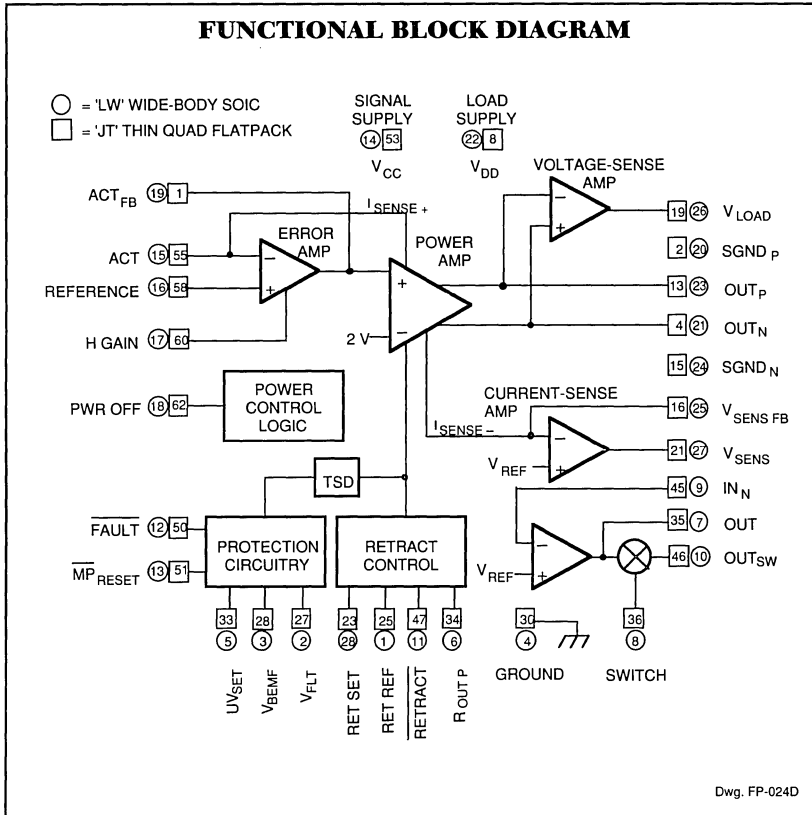 FUNCTIONAL BLOCK DIAGRAM
= 'LW' WIDE-BODY SOIC
= 'JT' THIN QUAD FLATPACK
SIGNAL
SUPPLY
14 53
VCC
LOAD
SUPPLY
22 8
VDD
VOLTAGE-SENSE
AMP
ACTFB 19 1
I SENSE +
ERROR
AMP
POWER
AMP
- +
19 26 VLOAD
2 20 SGND P
ACT 15 55
- +
+ −
13 23 OUTP
REFERENCE 16 58
2 V
4 21 OUTN
H GAIN 17 60
15 24 SGNDN
PWR OFF 18 62
POWER
CONTROL
LOGIC
CURRENT-SENSE
AMP
16 25 VSENS FB
I SENSE −
− +
VREF
21 27 VSENS
TSD
45 9 INN
FAULT 12 50
PROTECTION
CIRCUITRY
RETRACT
CONTROL
35 7 OUT
− +
VREF
46 10 OUTSW
MP RESET 13 51
33 28 27 23 25 47 34 30 36
5 3 2 28 1 11 6 4 8
UVSET
VBEMF
VFLT
RET SET
RET REF
RETRACT
ROUT P
GROUND
SWITCH
Dwg. FP-024D